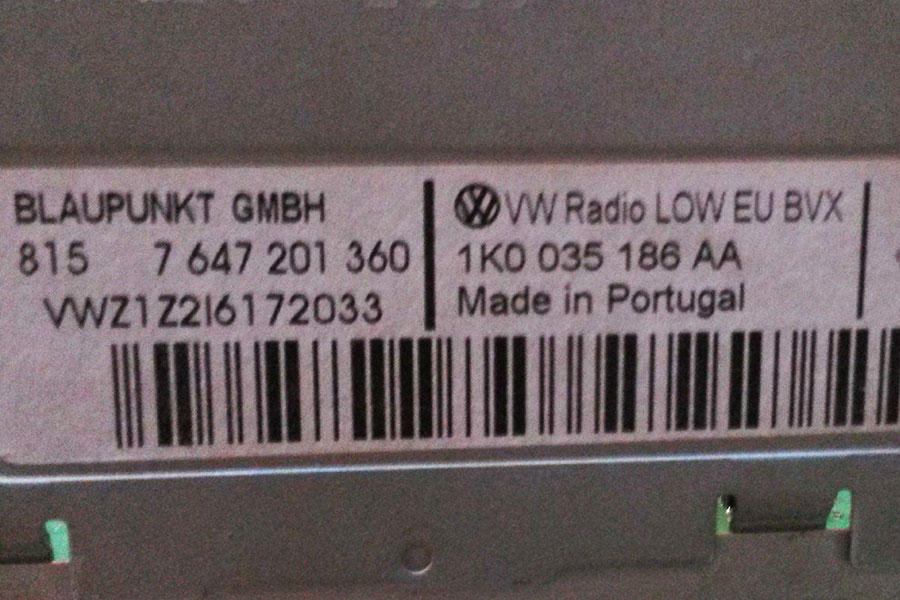 BLAUPUNKT GMBH
815 7 647 201 360
VWZ1Z2I6172033
VW Radio LOW EU BVX
1K0 035 186 AA
Made in Portugal